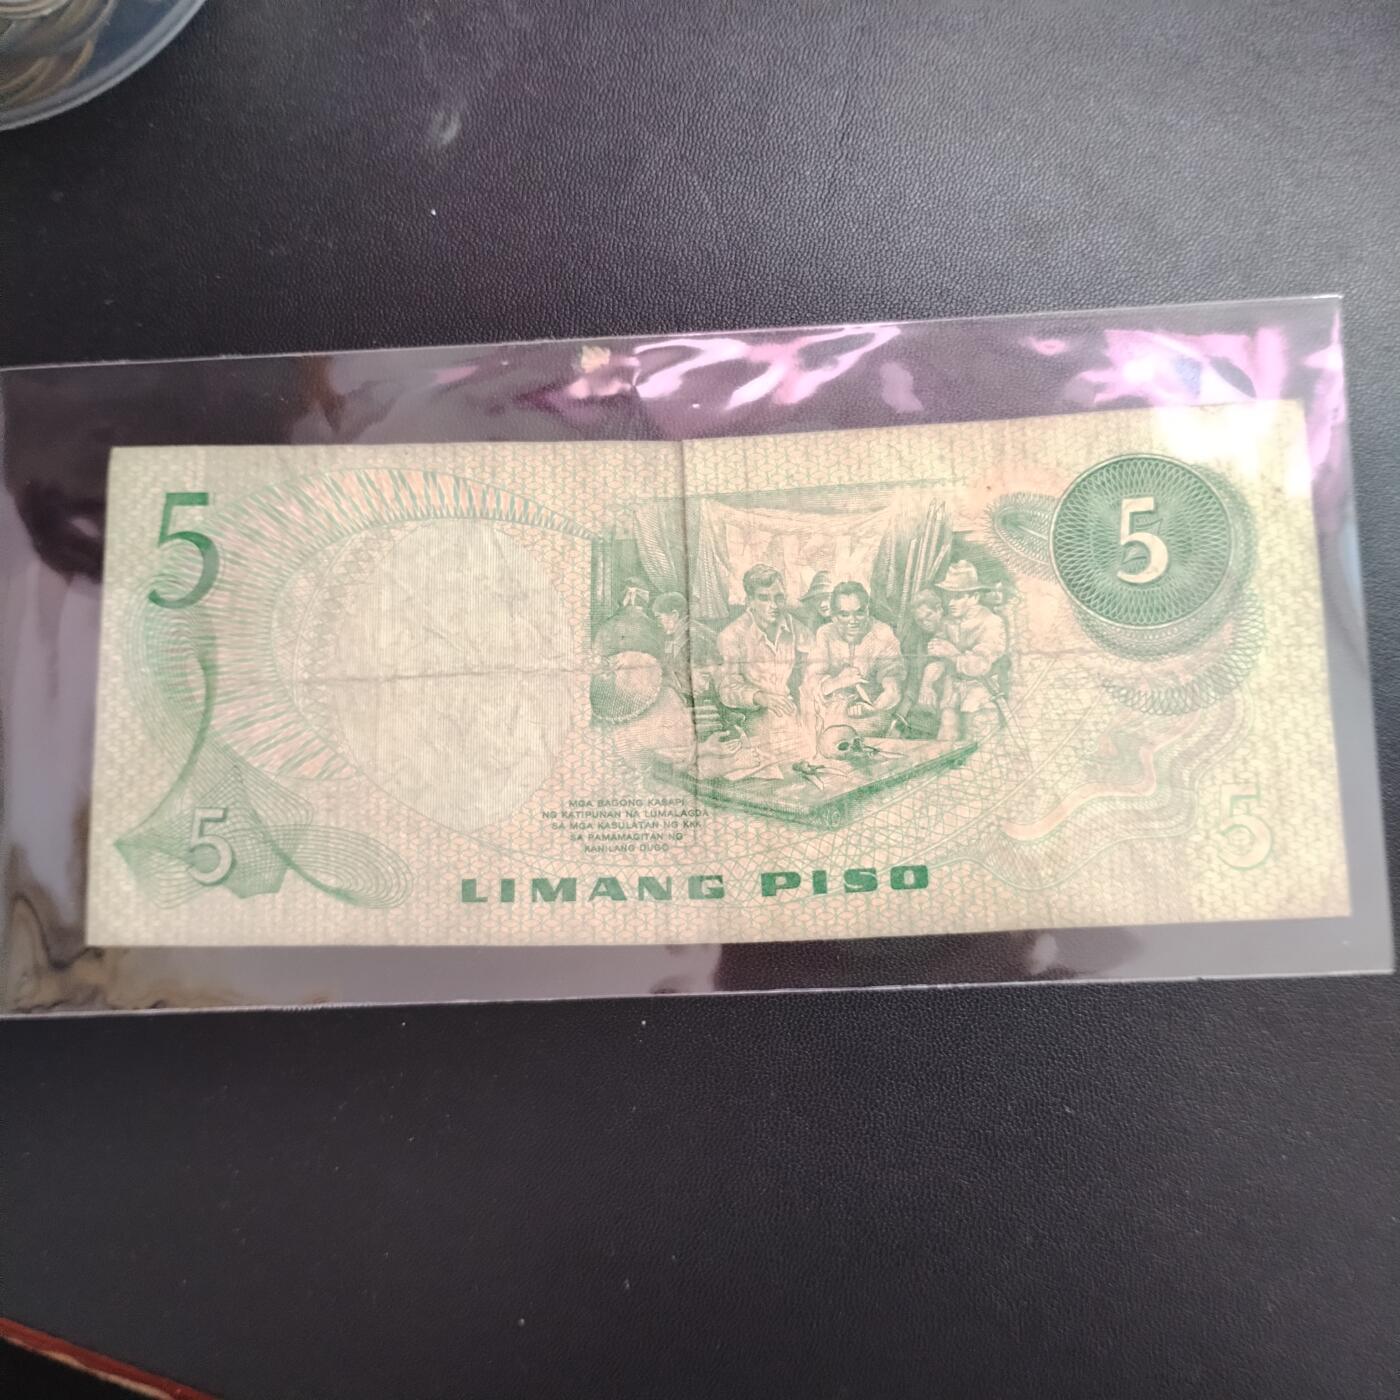 5
5
MGA BAGONG KASAPI
NG KATIPUNAN NA LUMALAGDA
SA MGA KASULATAN NG KKK
SA PAMAMAGITAN NG
KANILANG DUGO
5
5
LIMANG PISO